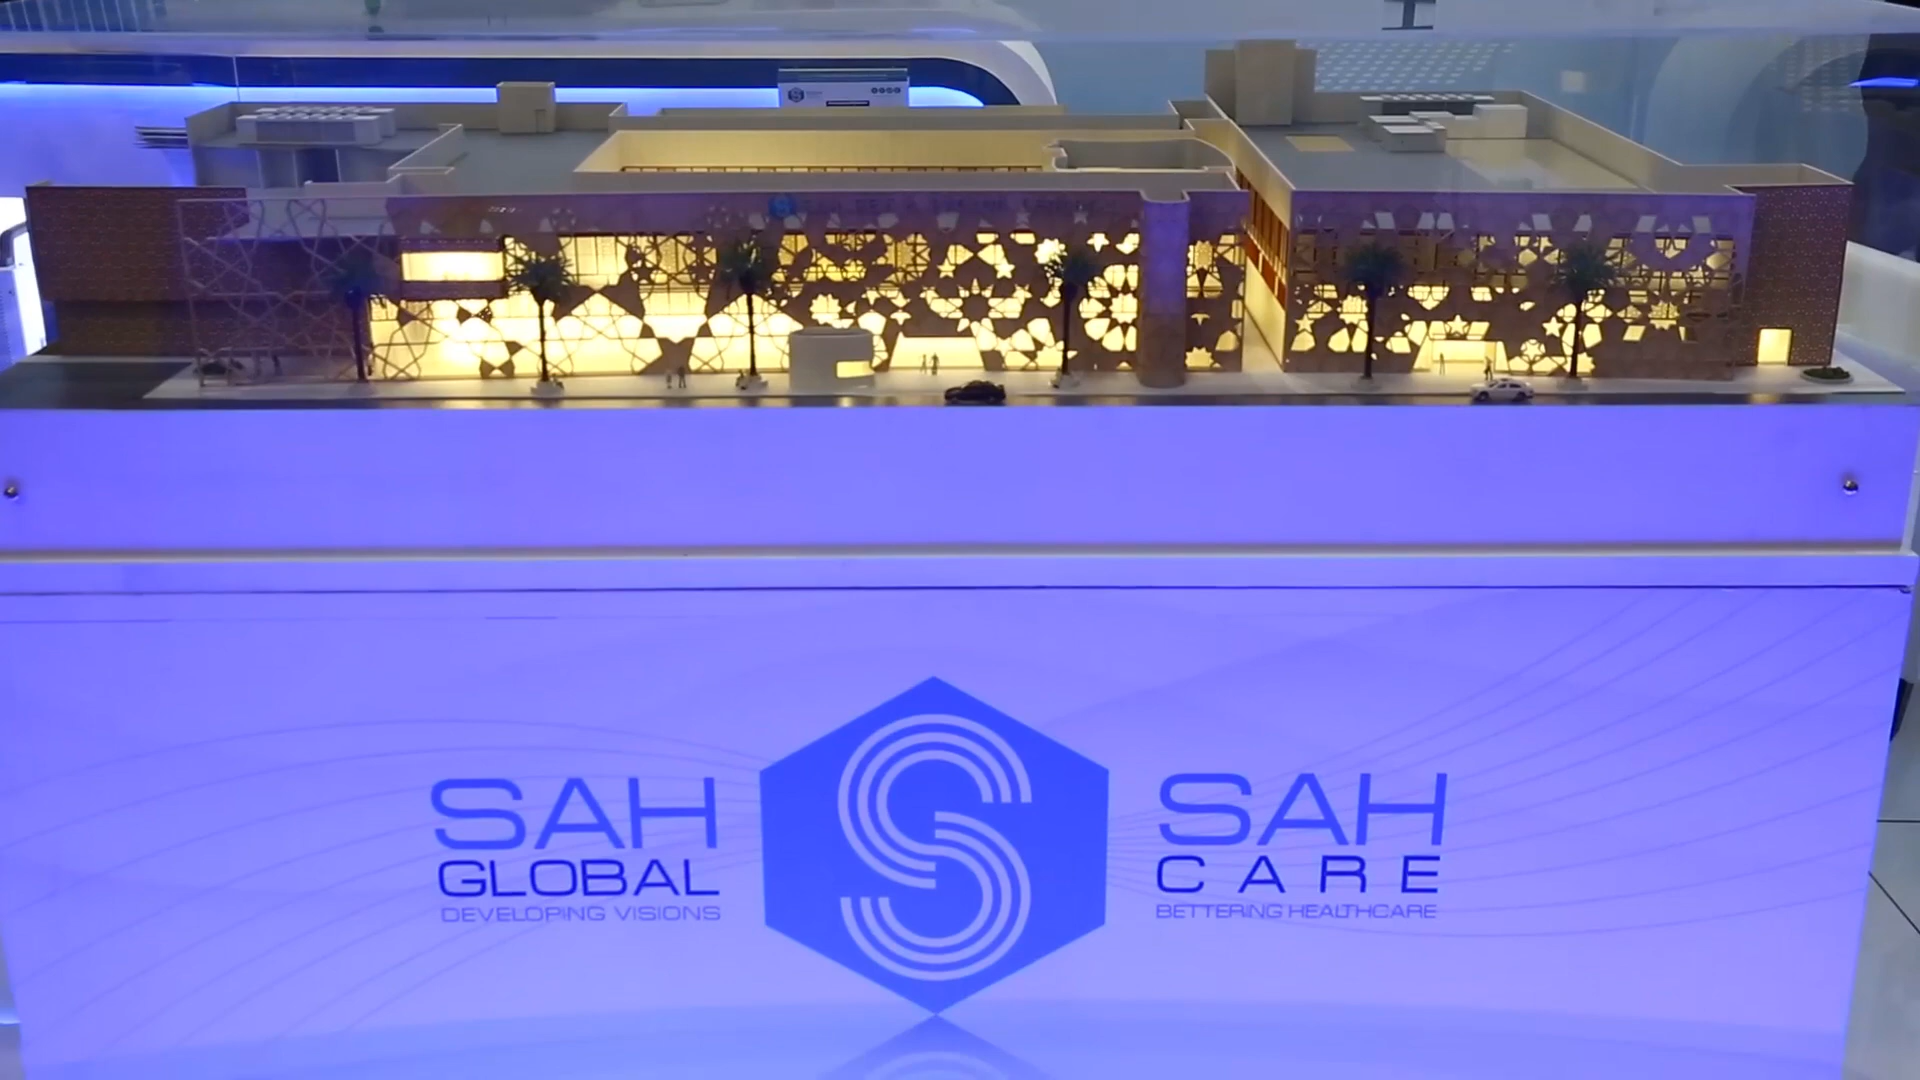 SAH
GLOBAL
DEVELOPING VISIONS
SAH
CARE
BETTERING HEALTHCARE